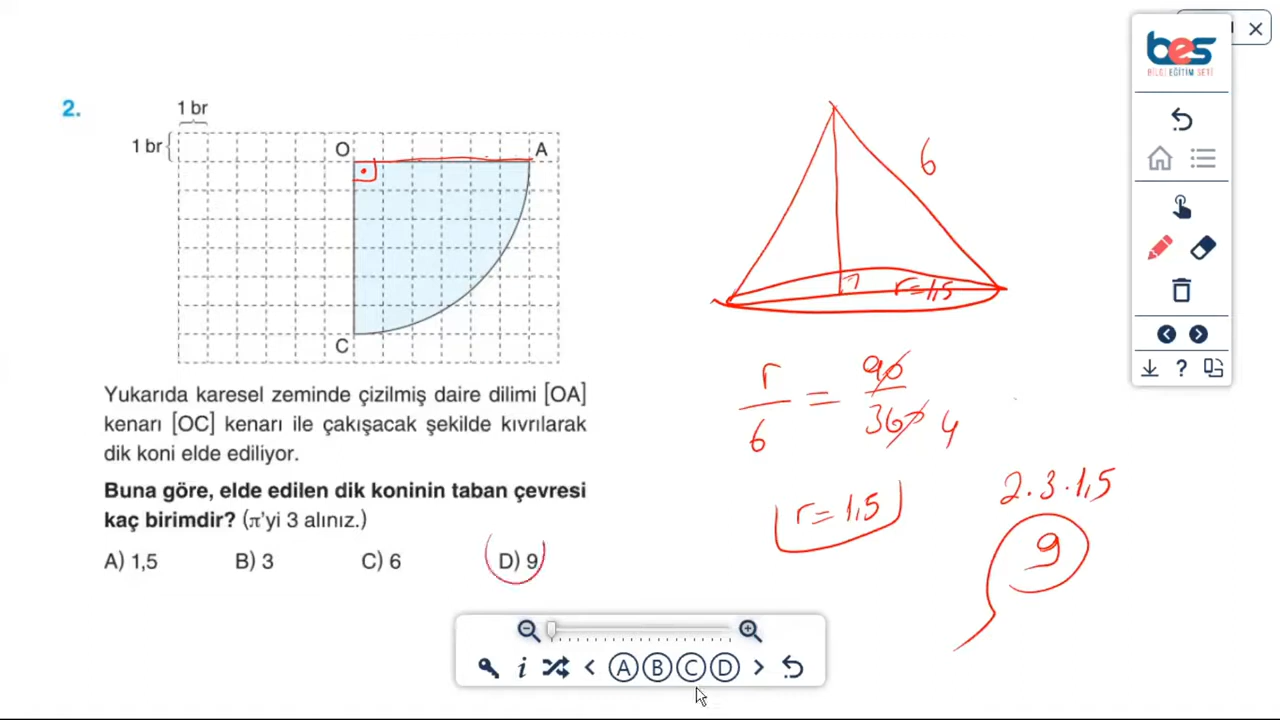 bes
BİLGİ EĞİTİM SETİ
2.
1 br
1 br
O
A
C
6
r=1,5
Yukarıda karesel zeminde çizilmiş daire dilimi [OA]
kenarı [OC] kenarı ile çakışacak şekilde kıvrılarak
dik koni elde ediliyor.
Buna göre, elde edilen dik koninin taban çevresi
kaç birimdir? (π'yi 3 alınız.)
A) 1,5 B) 3 C) 6 D) 9
r/6 = 90/360 4
r=1,5
2.3.1,5
9
A B C D